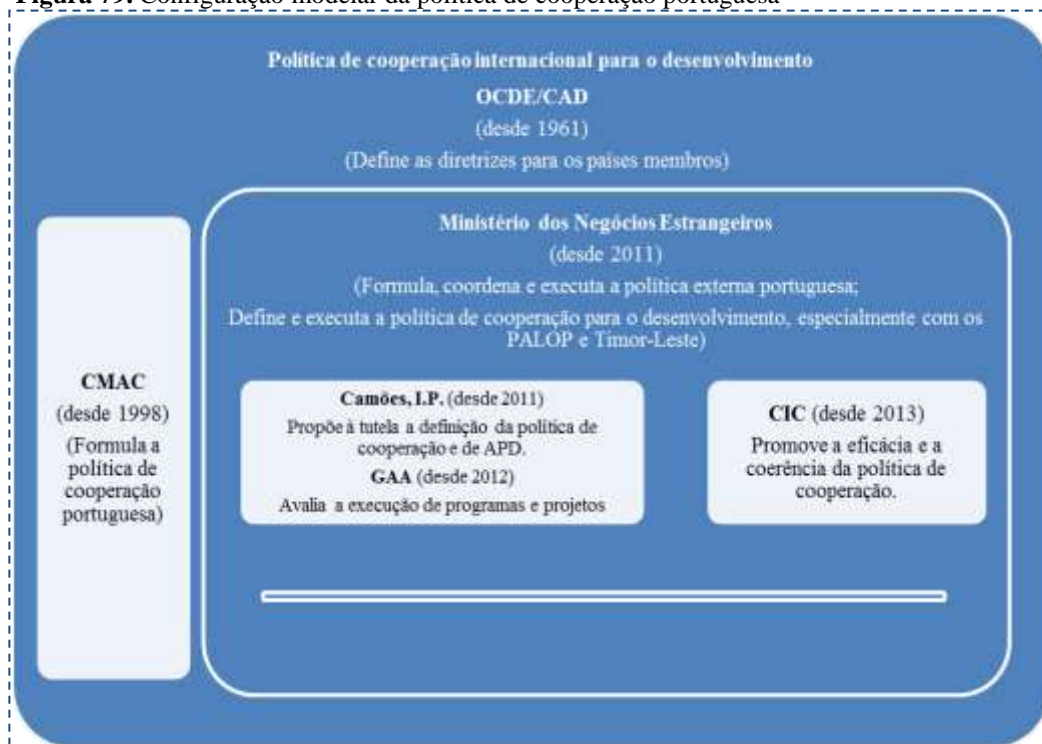 Figura 79. Configuração modelar da política de cooperação portuguesa
Política de cooperação internacional para o desenvolvimento
OCDE/CAD
(desde 1961)
(Define as diretrizes para os países membros)
Ministério dos Negócios Estrangeiros
(desde 2011)
(Formula, coordena e executa a política externa portuguesa;
Define e executa a política de cooperação para o desenvolvimento, especialmente com os
PALOP e Timor-Leste)
CMAC
(desde 1998)
(Formula a
política de
cooperação
portuguesa)
Camões, I.P. (desde 2011)
Propõe à tutela a definição da política de
cooperação e de APD.
GAA (desde 2012)
Avalia a execução de programas e projetos
CIC (desde 2013)
Promove a eficácia e a
coerência da política de
cooperação.